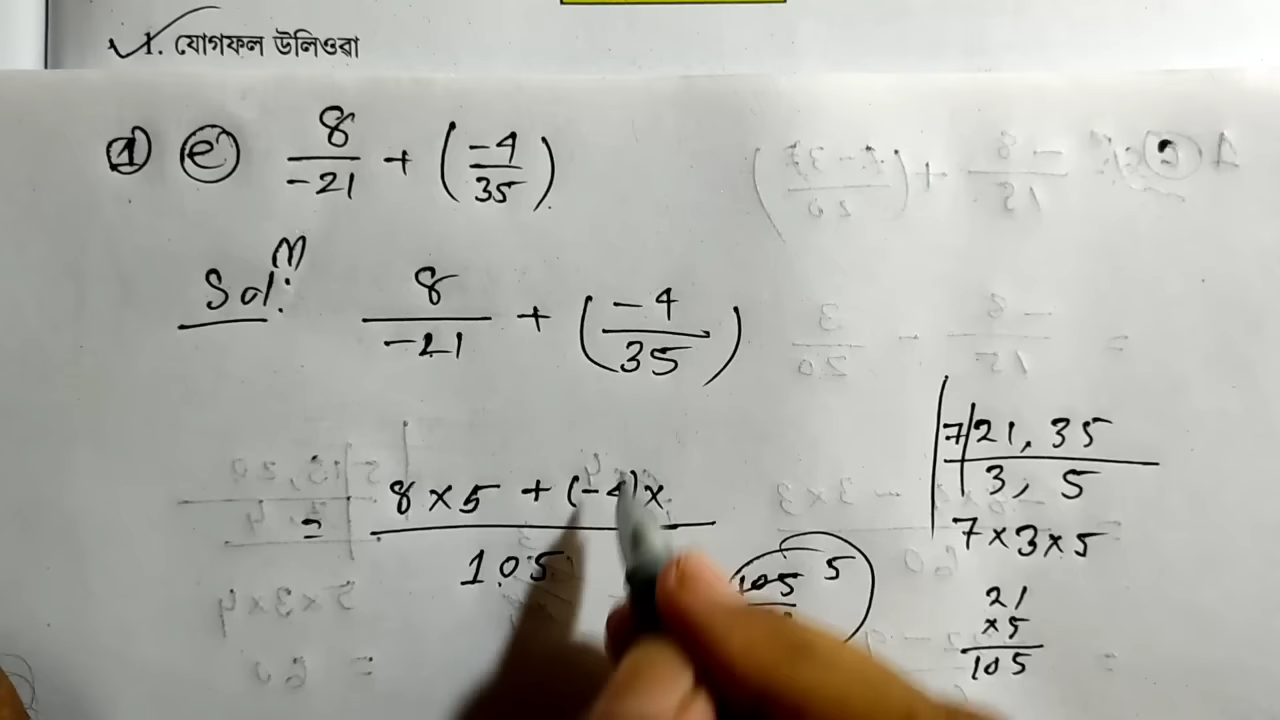 1. যোগফল উলিওৱা
1 e 8/-21 + (-4/35)
Solⁿ: 8/-21 + (-4/35)
= 8×5 + (-4)× / 105
7 | 21, 35
3, 5
7×3×5
21
×5
105
105 5